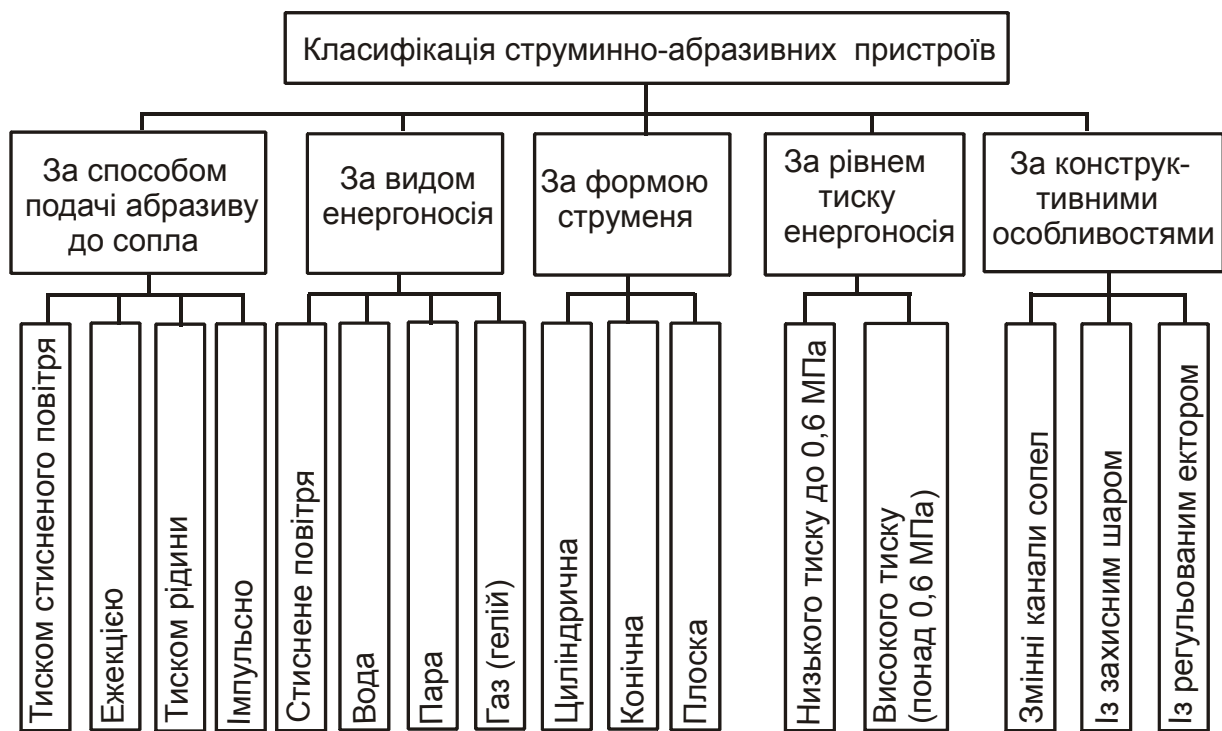 Класифікація струминно-абразивних пристроїв
За способом
подачі абразиву
до сопла
За видом
енергоносія
За формою
струменя
За рівнем
тиску
енергоносія
За конструк-
тивними
особливостями
Тиском стисненого повітря
Ежекцією
Тиском рідини
Імпульсно
Стиснене повітря
Вода
Пара
Газ (гелій)
Циліндрична
Конічна
Плоска
Низького тиску до 0,6 МПа
Високого тиску
(понад 0,6 МПа)
Змінні канали сопел
Із захисним шаром
Із регульованим ектором